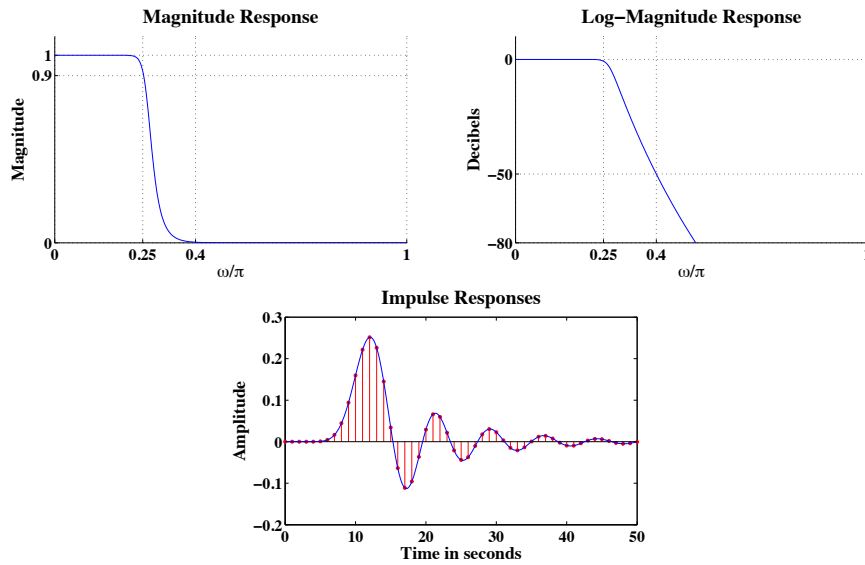 Magnitude Response
Magnitude
1
0.9
0
0
0.25
0.4
1
ω/π
Log−Magnitude Response
Decibels
0
−50
−80
0
0.25
0.4
1
ω/π
Impulse Responses
Amplitude
0.3
0.2
0.1
0
−0.1
−0.2
0
10
20
30
40
50
Time in seconds